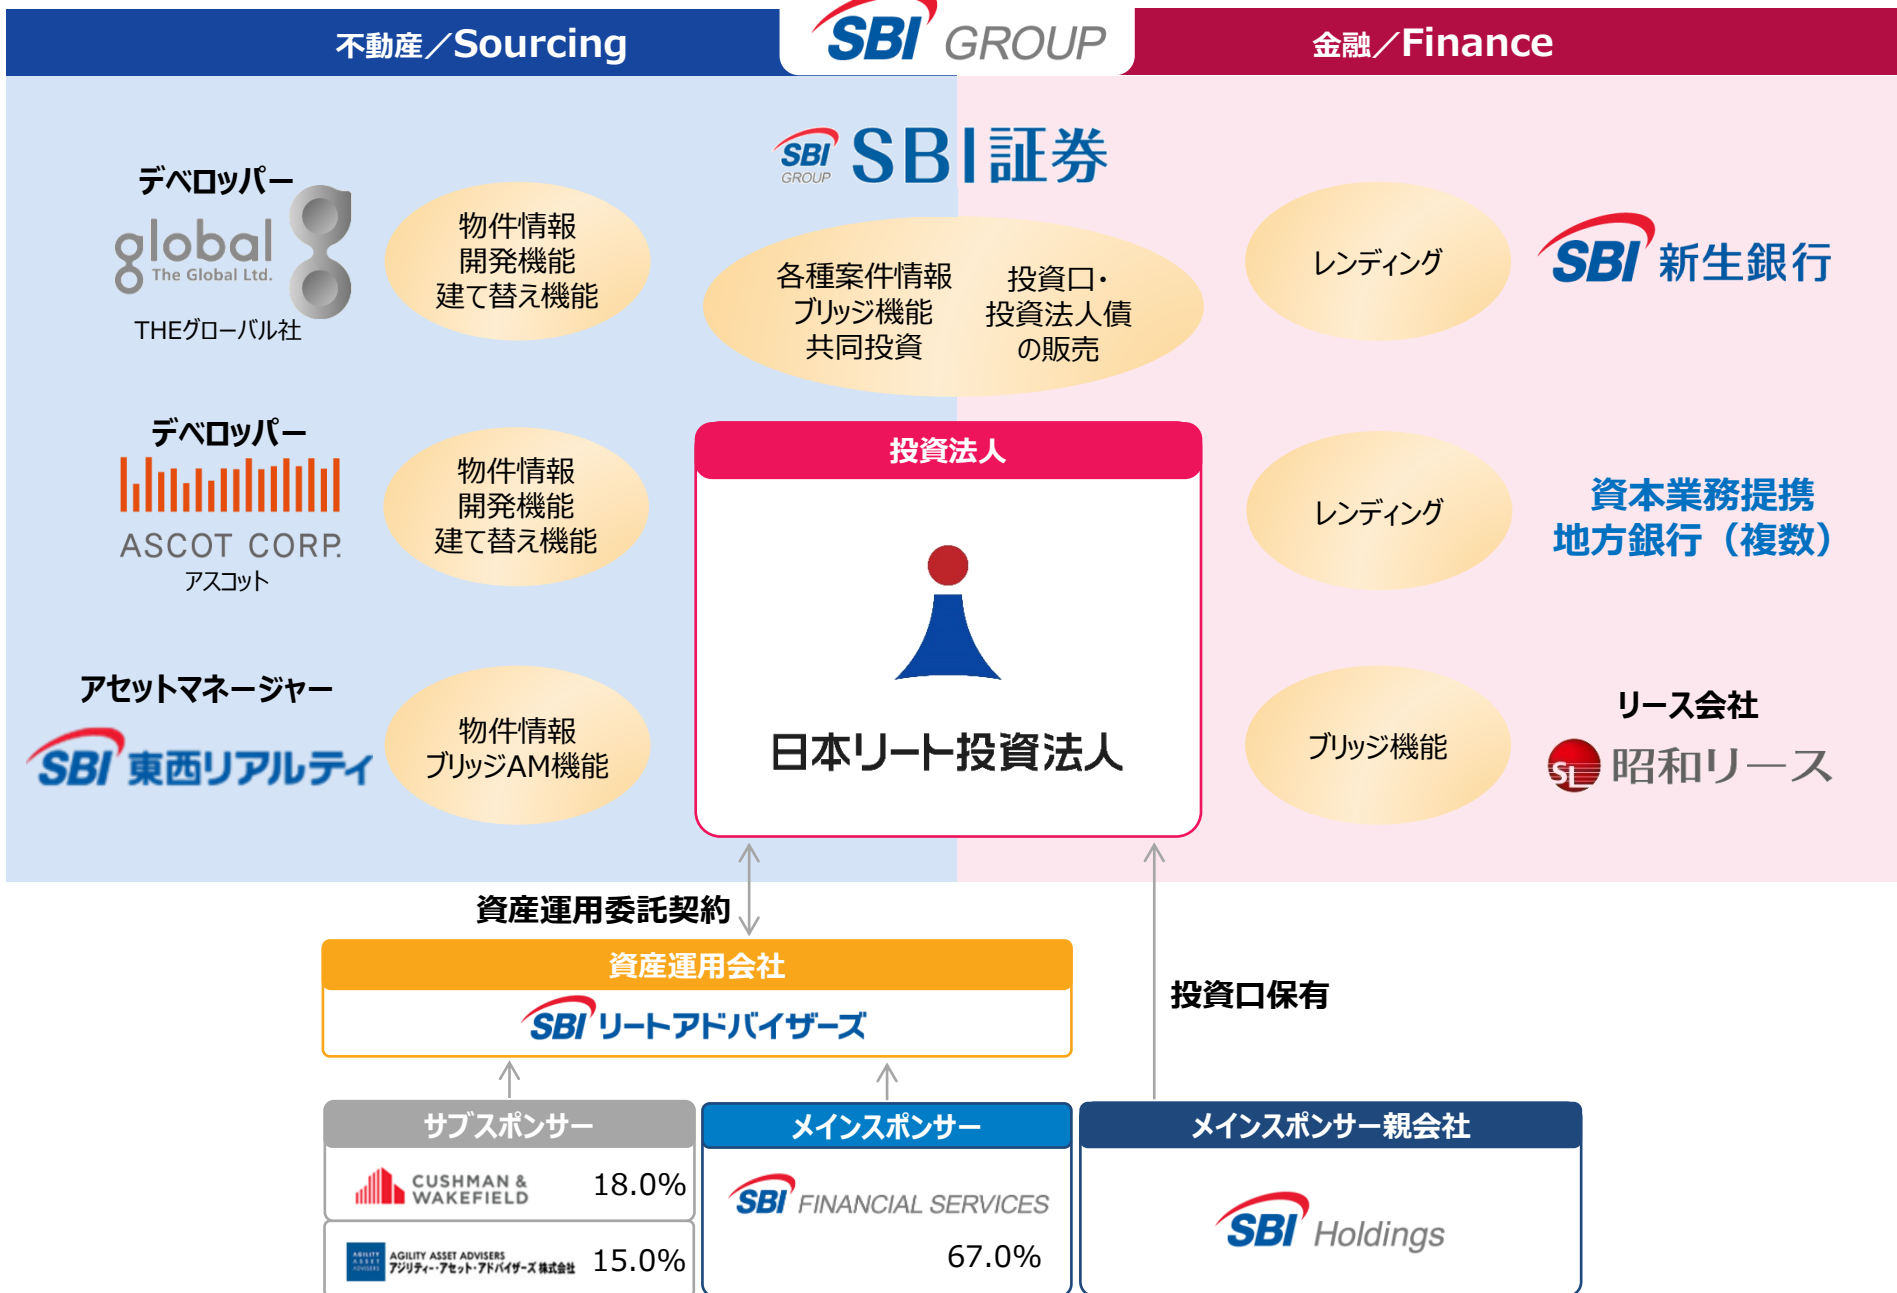 不動産／Sourcing
SBI GROUP
金融／Finance
SBI GROUP SBI証券
デベロッパー
global
The Global Ltd.
THEグローバル社
物件情報
開発機能
建て替え機能
各種案件情報
ブリッジ機能
共同投資
投資口・
投資法人債
の販売
レンディング
SBI 新生銀行
デベロッパー
ASCOT CORP.
アスコット
物件情報
開発機能
建て替え機能
投資法人
日本リート投資法人
レンディング
資本業務提携
地方銀行（複数）
アセットマネージャー
SBI 東西リアルティ
物件情報
ブリッジAM機能
ブリッジ機能
リース会社
SL 昭和リース
資産運用委託契約
資産運用会社
SBI リートアドバイザーズ
投資口保有
サブスポンサー
CUSHMAN &
WAKEFIELD
18.0%
AGILITY
ASSET
ADVISERS
AGILITY ASSET ADVISERS
アジリティー・アセット・アドバイザーズ 株式会社
15.0%
メインスポンサー
SBI FINANCIAL SERVICES
67.0%
メインスポンサー親会社
SBI Holdings